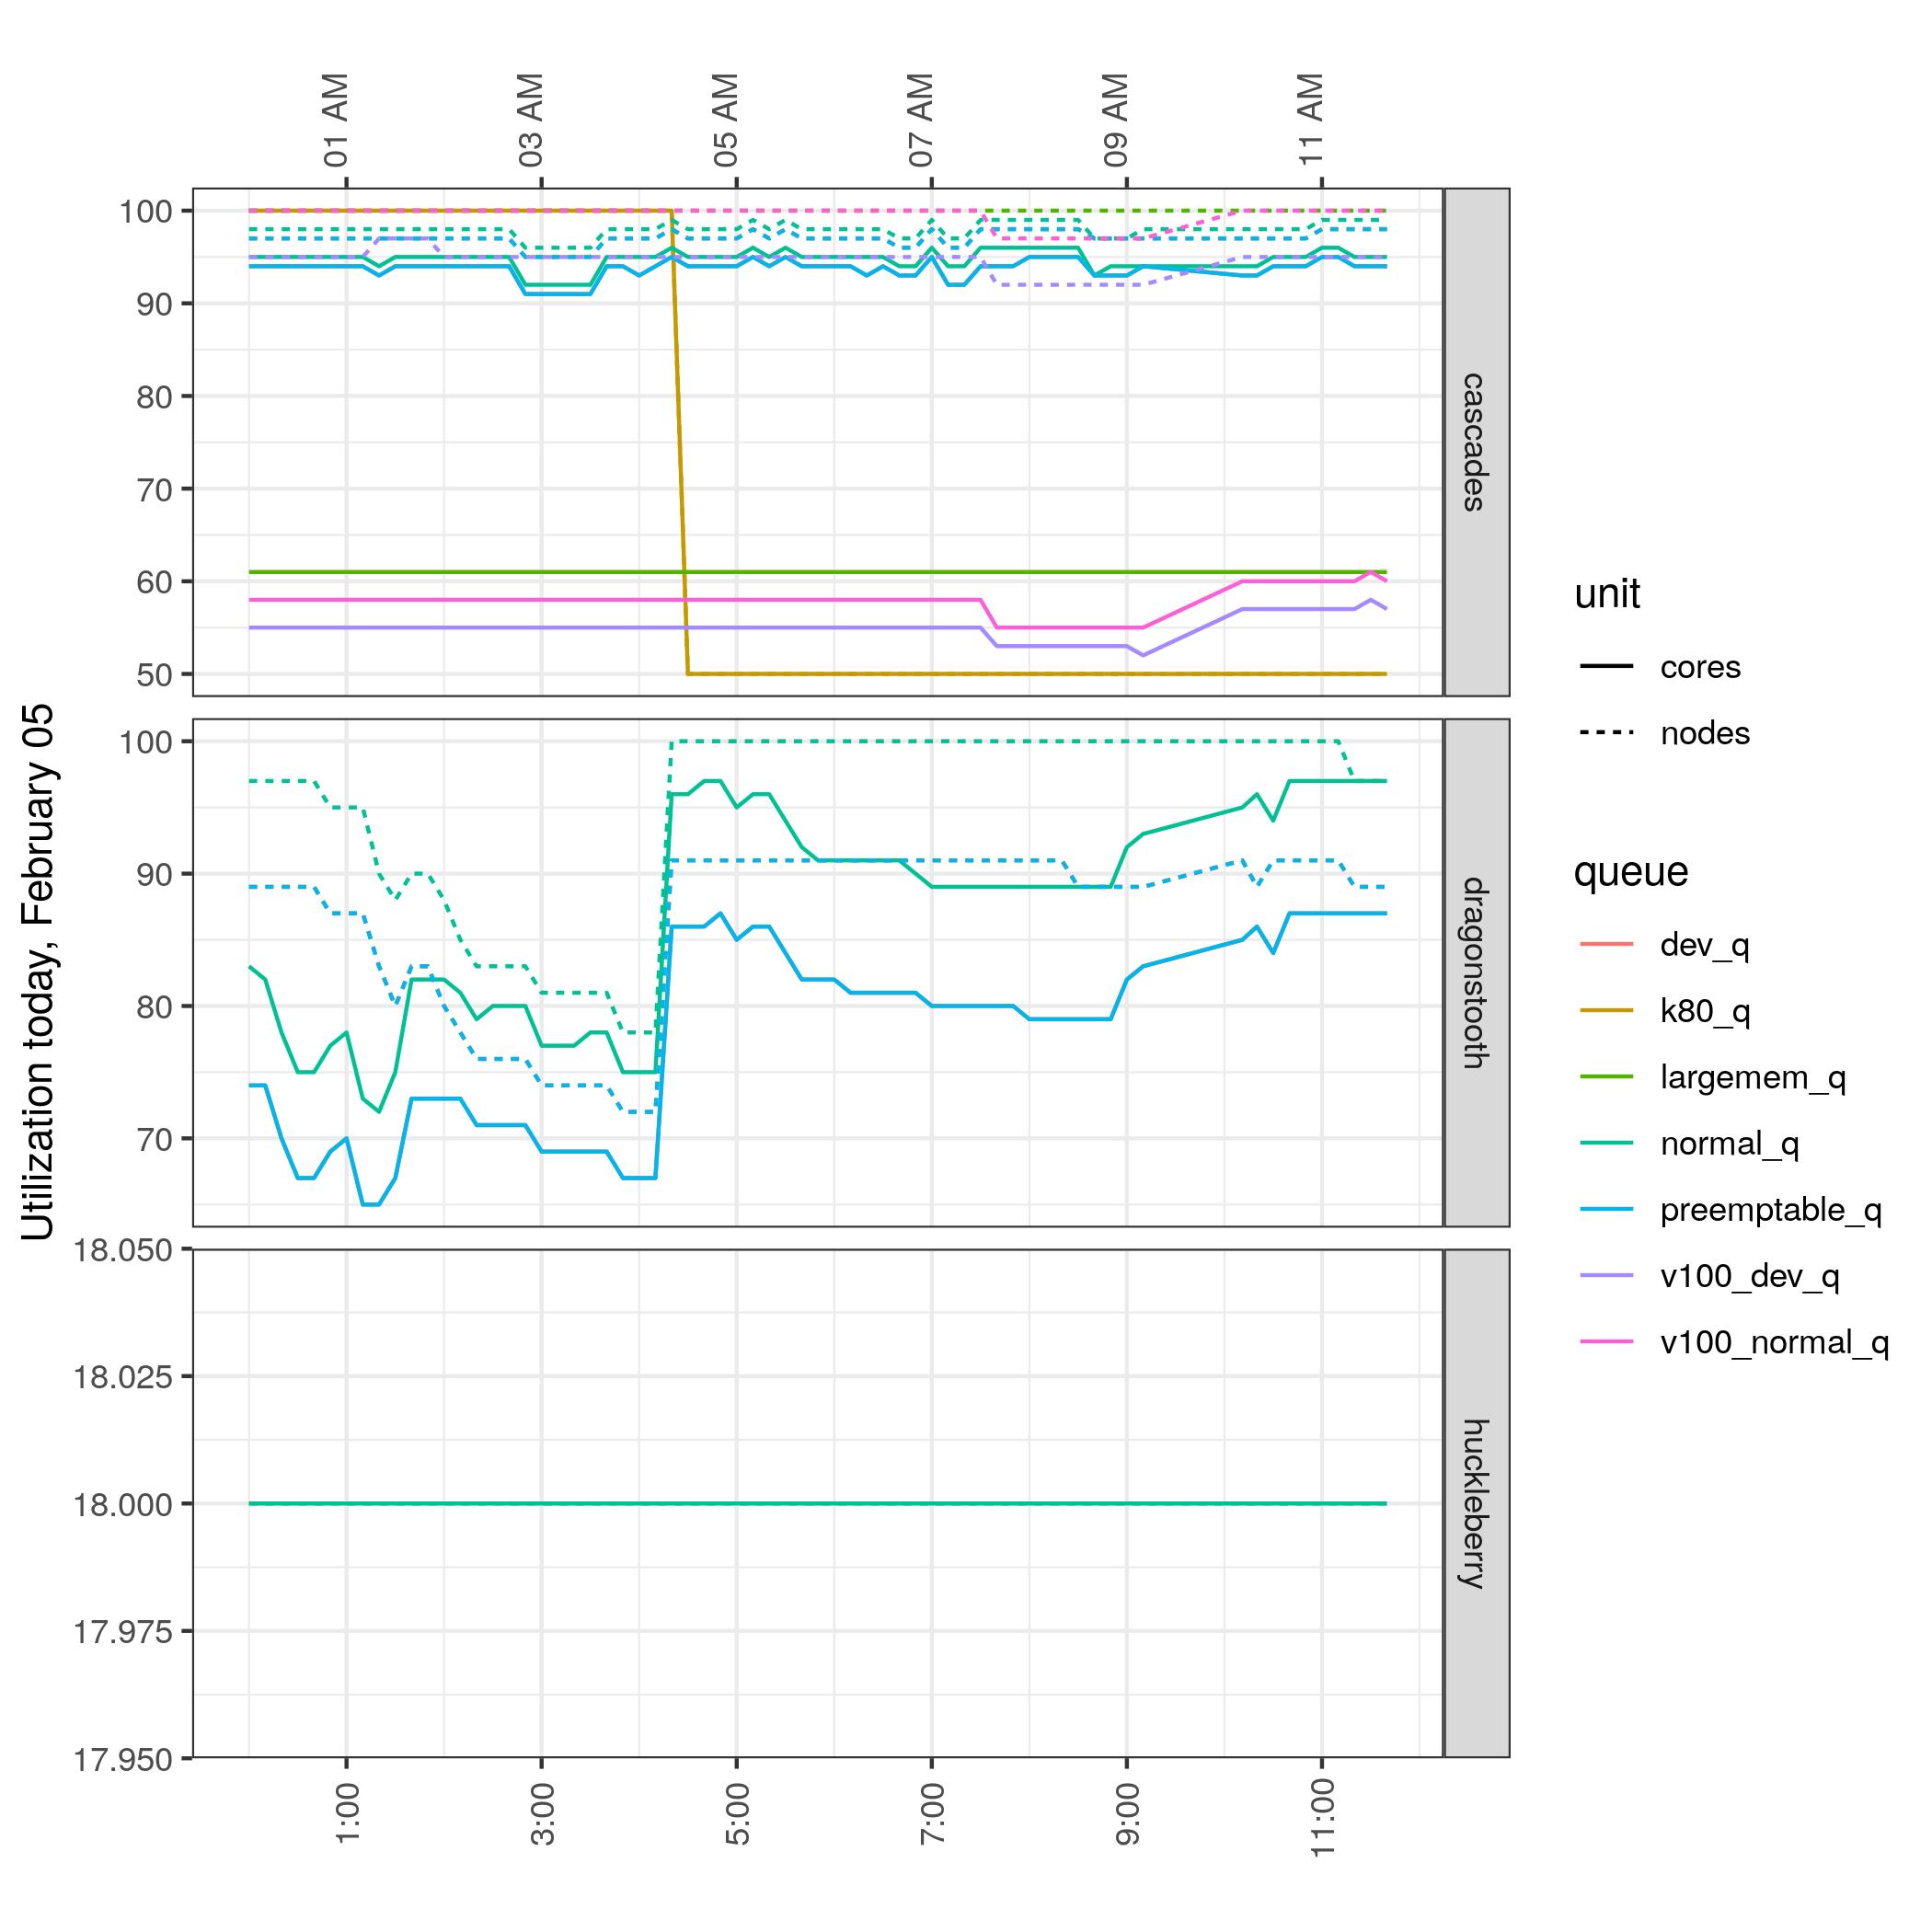 01 AM
03 AM
05 AM
07 AM
09 AM
11 AM
Utilization today, February 05
100
90
80
70
60
50
cascades
100
90
80
70
dragonstooth
18.050
18.025
18.000
17.975
17.950
huckleberry
1:00
3:00
5:00
7:00
9:00
11:00
unit
cores
nodes
queue
dev_q
k80_q
largemem_q
normal_q
preemptable_q
v100_dev_q
v100_normal_q